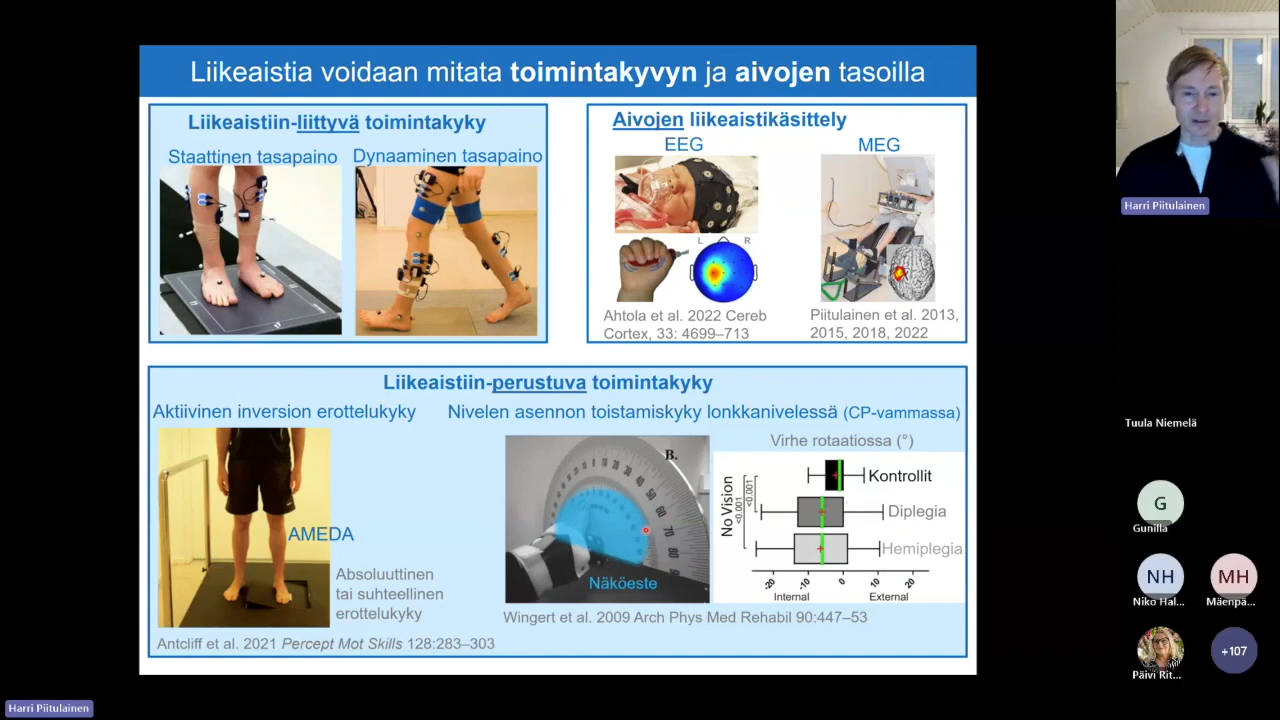 Liikeaistia voidaan mitata toimintakyvyn ja aivojen tasoilla
Liikeaistiin-liittyvä toimintakyky
Staattinen tasapaino
Dynaaminen tasapaino
Aivojen liikeaistikäsittely
EEG
MEG
L
R
Ahtola et al. 2022 Cereb
Cortex, 33: 4699–713
Piitulainen et al. 2013,
2015, 2018, 2022
Liikeaistiin-perustuva toimintakyky
Aktiivinen inversion erottelukyky
AMEDA
Absoluuttinen
tai suhteellinen
erottelukyky
Antcliff et al. 2021 Percept Mot Skills 128:283–303
Nivelen asennon toistamiskyky lonkkanivelessä (CP-vammassa)
B.
Näköeste
Wingert et al. 2009 Arch Phys Med Rehabil 90:447–53
Virhe rotaatiossa (°)
No Vision
<.001
<.001
Kontrollit
Diplegia
Hemiplegia
-20 -10 0 10 20
Internal External
Harri Piitulainen
Tuula Niemelä
G
Gunilla
NH
Niko Hal...
MH
Mäenpä...
Päivi Rit...
+107
Harri Piitulainen